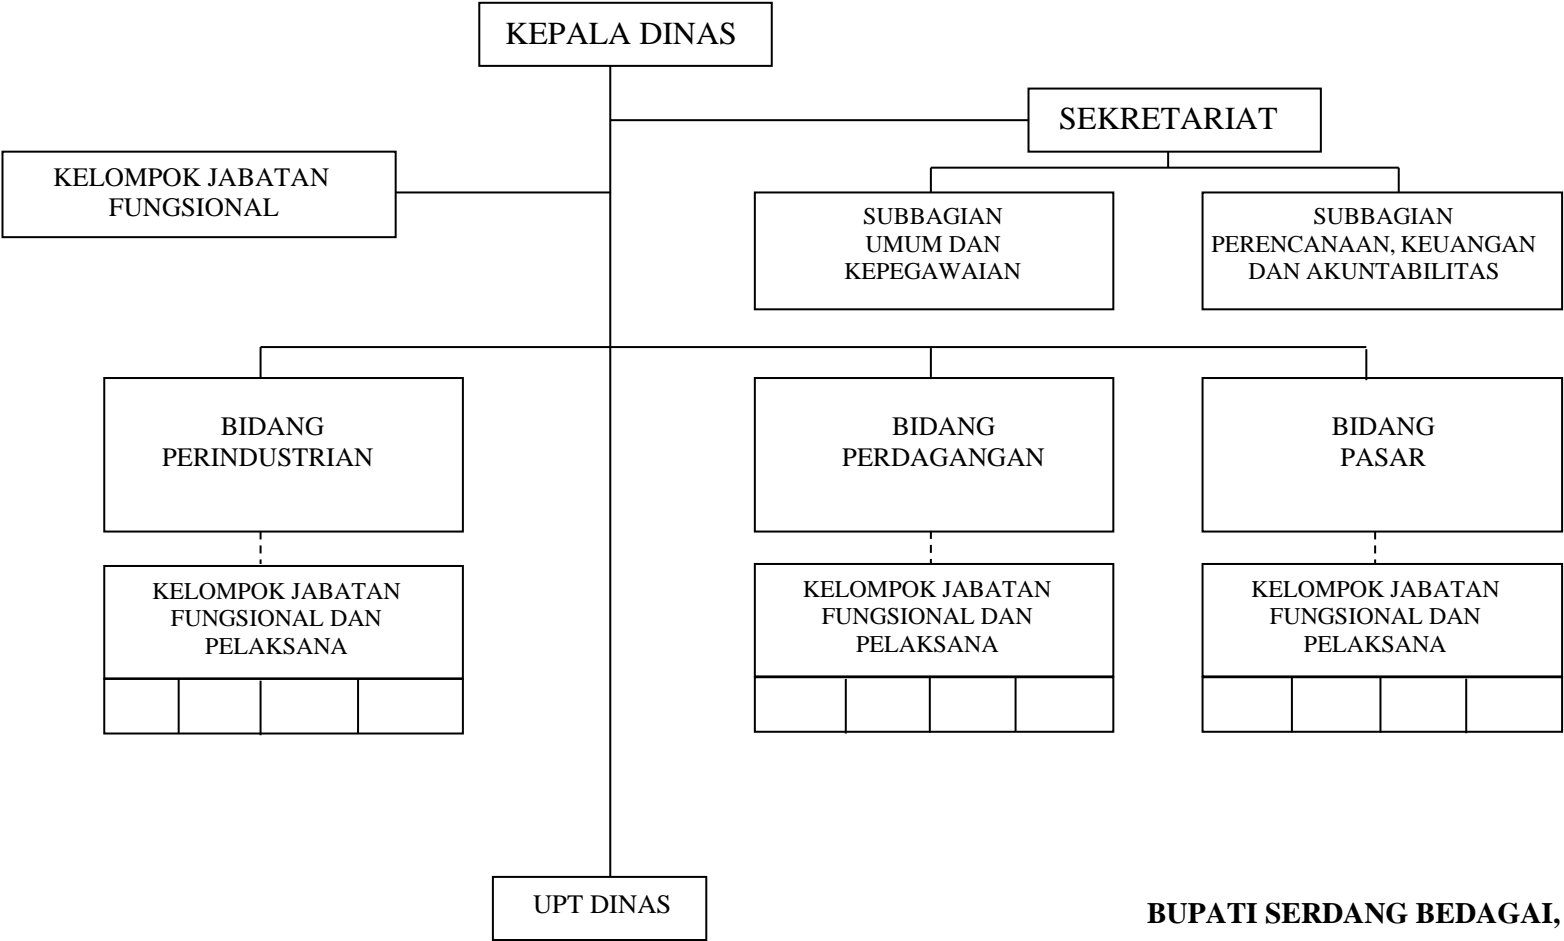 KEPALA DINAS
SEKRETARIAT
KELOMPOK JABATAN
FUNGSIONAL
SUBBAGIAN
UMUM DAN
KEPEGAWAIAN
SUBBAGIAN
PERENCANAAN, KEUANGAN
DAN AKUNTABILITAS
BIDANG
PERINDUSTRIAN
BIDANG
PERDAGANGAN
BIDANG
PASAR
KELOMPOK JABATAN
FUNGSIONAL DAN
PELAKSANA
KELOMPOK JABATAN
FUNGSIONAL DAN
PELAKSANA
KELOMPOK JABATAN
FUNGSIONAL DAN
PELAKSANA
UPT DINAS
BUPATI SERDANG BEDAGAI,